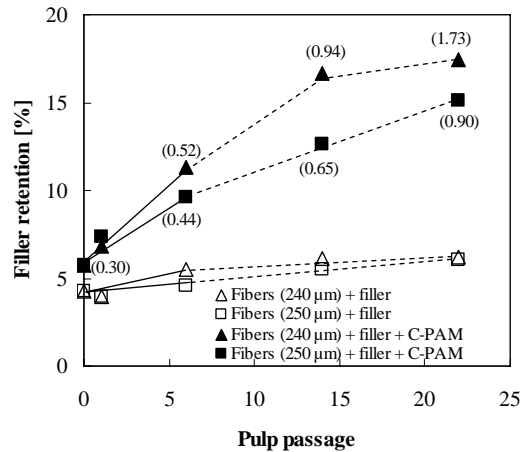 20
15
10
5
0
Filler retention [%]
(0.94)
(1.73)
(0.52)
(0.90)
(0.65)
(0.44)
(0.30)
Fibers (240 µm) + filler
Fibers (250 µm) + filler
Fibers (240 µm) + filler + C-PAM
Fibers (250 µm) + filler + C-PAM
0 5 10 15 20 25
Pulp passage